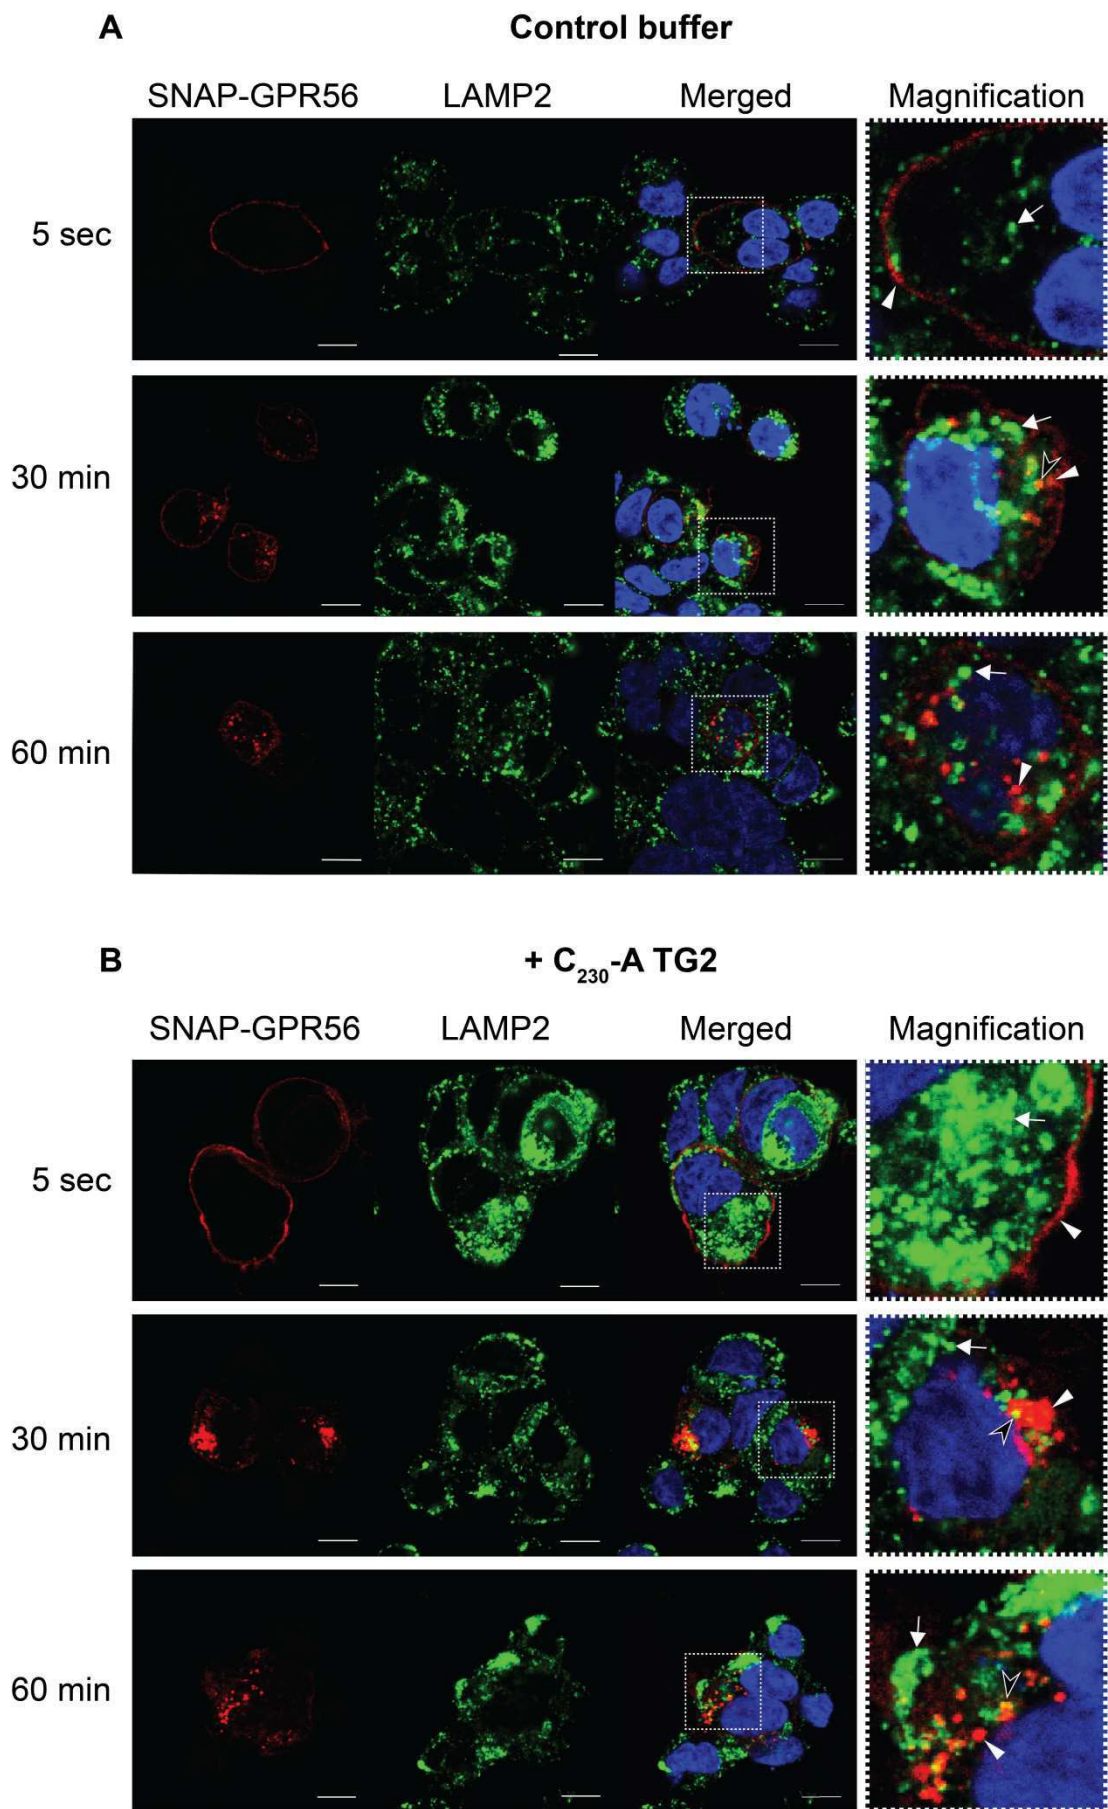 A Control buffer
SNAP-GPR56 LAMP2 Merged Magnification
5 sec
30 min
60 min
B + C₂₃₀-A TG2
SNAP-GPR56 LAMP2 Merged Magnification
5 sec
30 min
60 min